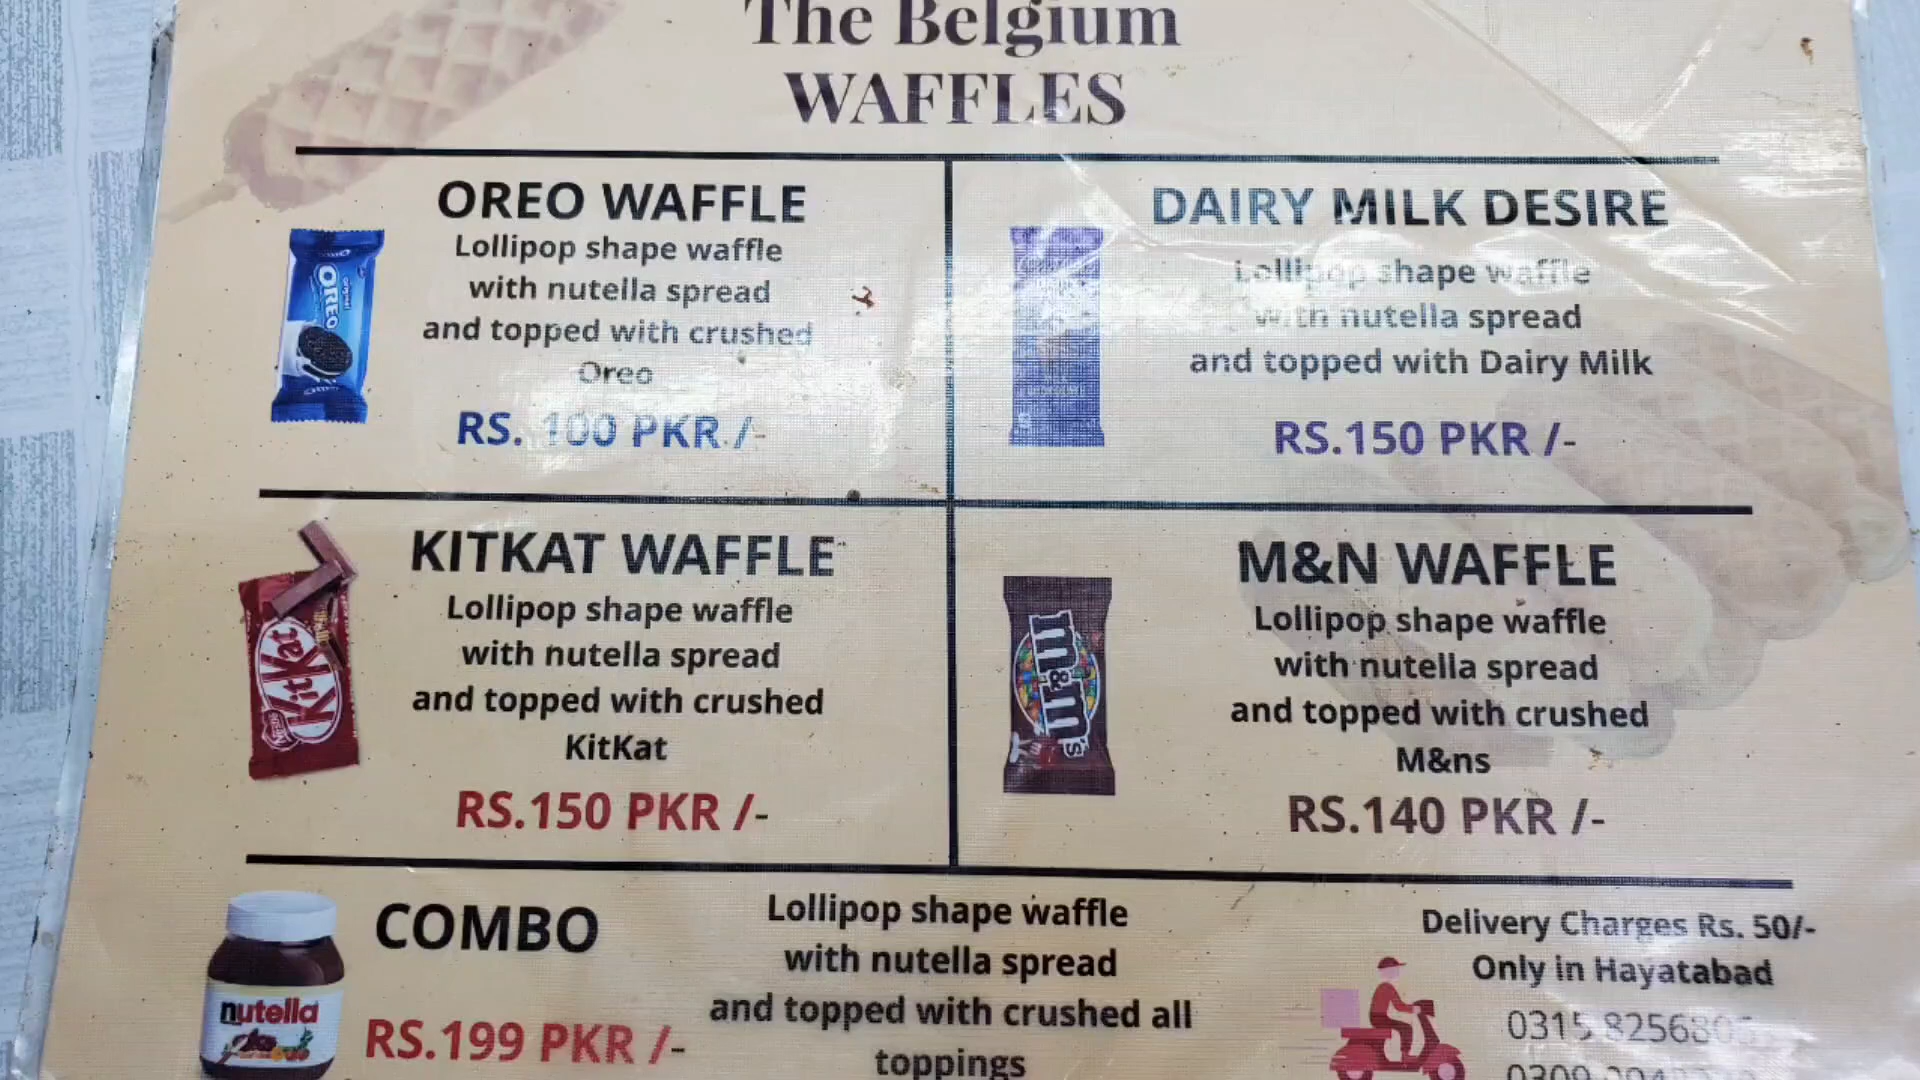 The Belgium
WAFFLES
OREO WAFFLE
Lollipop shape waffle
with nutella spread
and topped with crushed
Oreo
RS. 100 PKR /-
OREO
DAIRY MILK DESIRE
Lollipop shape waffle
with nutella spread
and topped with Dairy Milk
RS.150 PKR /-
KITKAT WAFFLE
Lollipop shape waffle
with nutella spread
and topped with crushed
KitKat
RS.150 PKR /-
Nestle
KitKat
M&N WAFFLE
Lollipop shape waffle
with nutella spread
and topped with crushed
M&ns
RS.140 PKR /-
m&m's
COMBO
RS.199 PKR /-
nutella
Lollipop shape waffle
with nutella spread
and topped with crushed all
toppings
Delivery Charges Rs. 50/-
Only in Hayatabad
0315